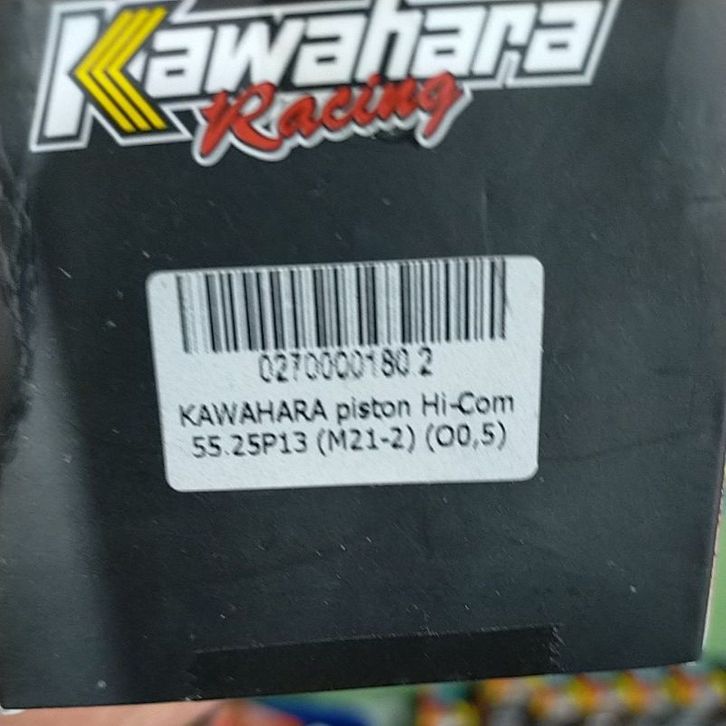 Kawahara
Racing
0270000180 2
KAWAHARA piston Hi-Com
55.25P13 (M21-2) (O0,5)